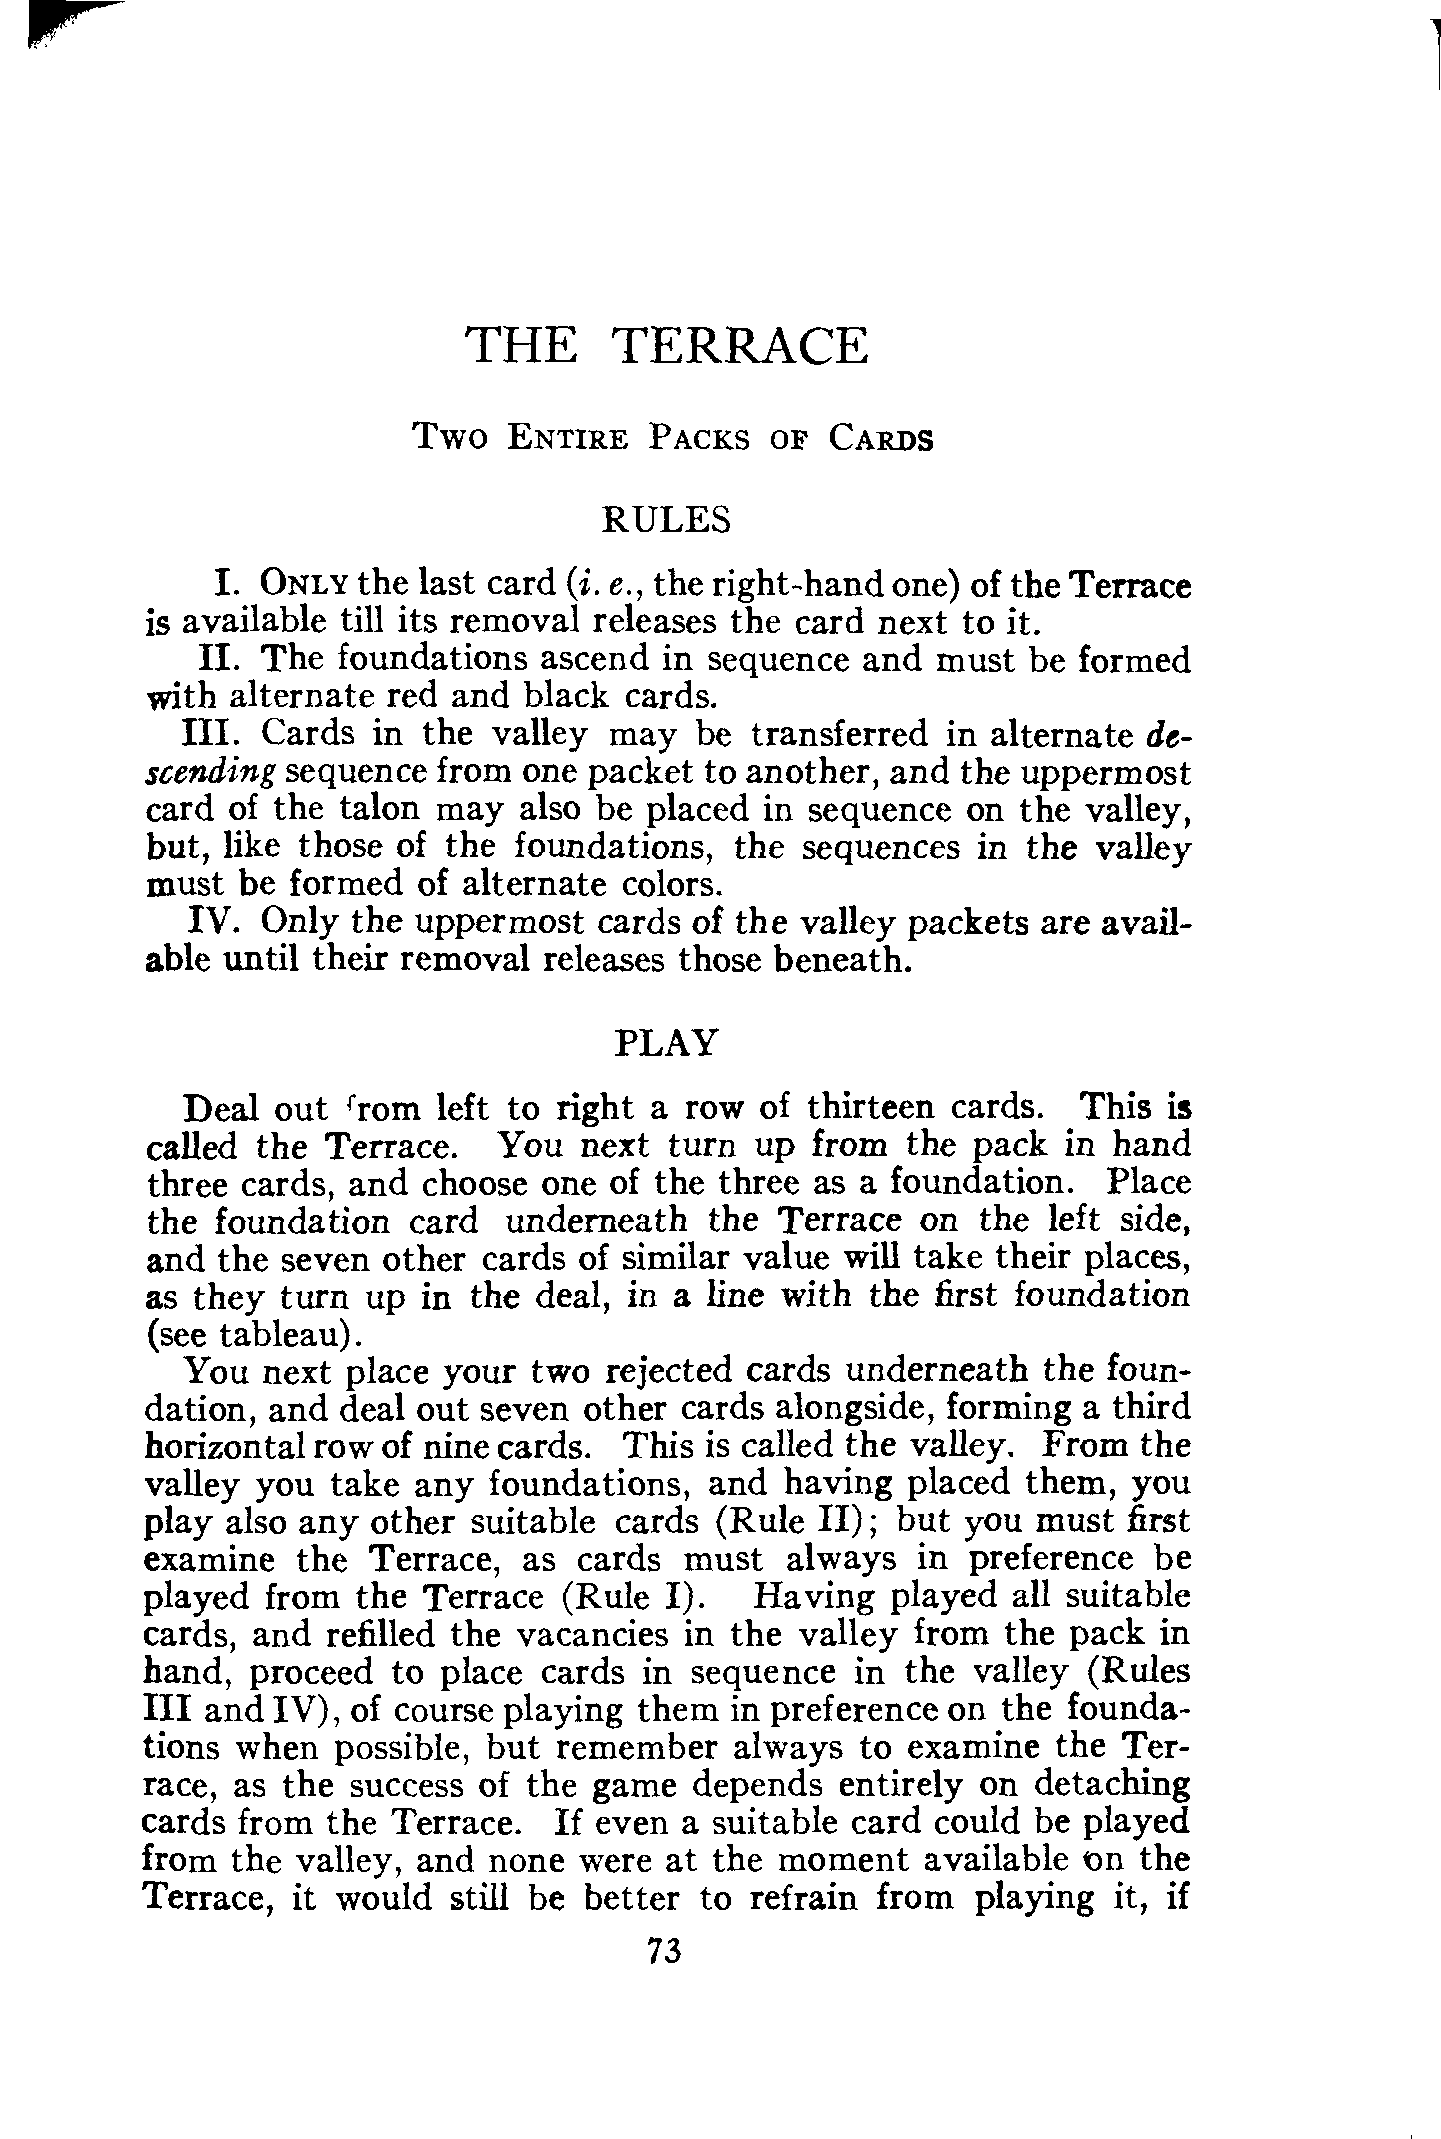 THE TERRACE
Two Entire Packs of Cards
RULES
I. Only the last card (i. e., the right-hand one) of the Terrace
is available till its removal releases the card next to it.
II. The foundations ascend in sequence and must be formed
with alternate red and black cards.
III. Cards in the valley may be transferred in alternate de-
scending sequence from one packet to another, and the uppermost
card of the talon may also be placed in sequence on the valley,
but, like those of the foundations, the sequences in the valley
must be formed of alternate colors.
IV. Only the uppermost cards of the valley packets are avail-
able until their removal releases those beneath.
PLAY
Deal out from left to right a row of thirteen cards. This is
called the Terrace. You next turn up from the pack in hand
three cards, and choose one of the three as a foundation. Place
the foundation card underneath the Terrace on the left side,
and the seven other cards of similar value will take their places,
as they turn up in the deal, in a line with the first foundation
(see tableau).
You next place your two rejected cards underneath the foun-
dation, and deal out seven other cards alongside, forming a third
horizontal row of nine cards. This is called the valley. From the
valley you take any foundations, and having placed them, you
play also any other suitable cards (Rule II); but you must first
examine the Terrace, as cards must always in preference be
played from the Terrace (Rule I). Having played all suitable
cards, and refilled the vacancies in the valley from the pack in
hand, proceed to place cards in sequence in the valley (Rules
III and IV), of course playing them in preference on the founda-
tions when possible, but remember always to examine the Ter-
race, as the success of the game depends entirely on detaching
cards from the Terrace. If even a suitable card could be played
from the valley, and none were at the moment available on the
Terrace, it would still be better to refrain from playing it, if
73